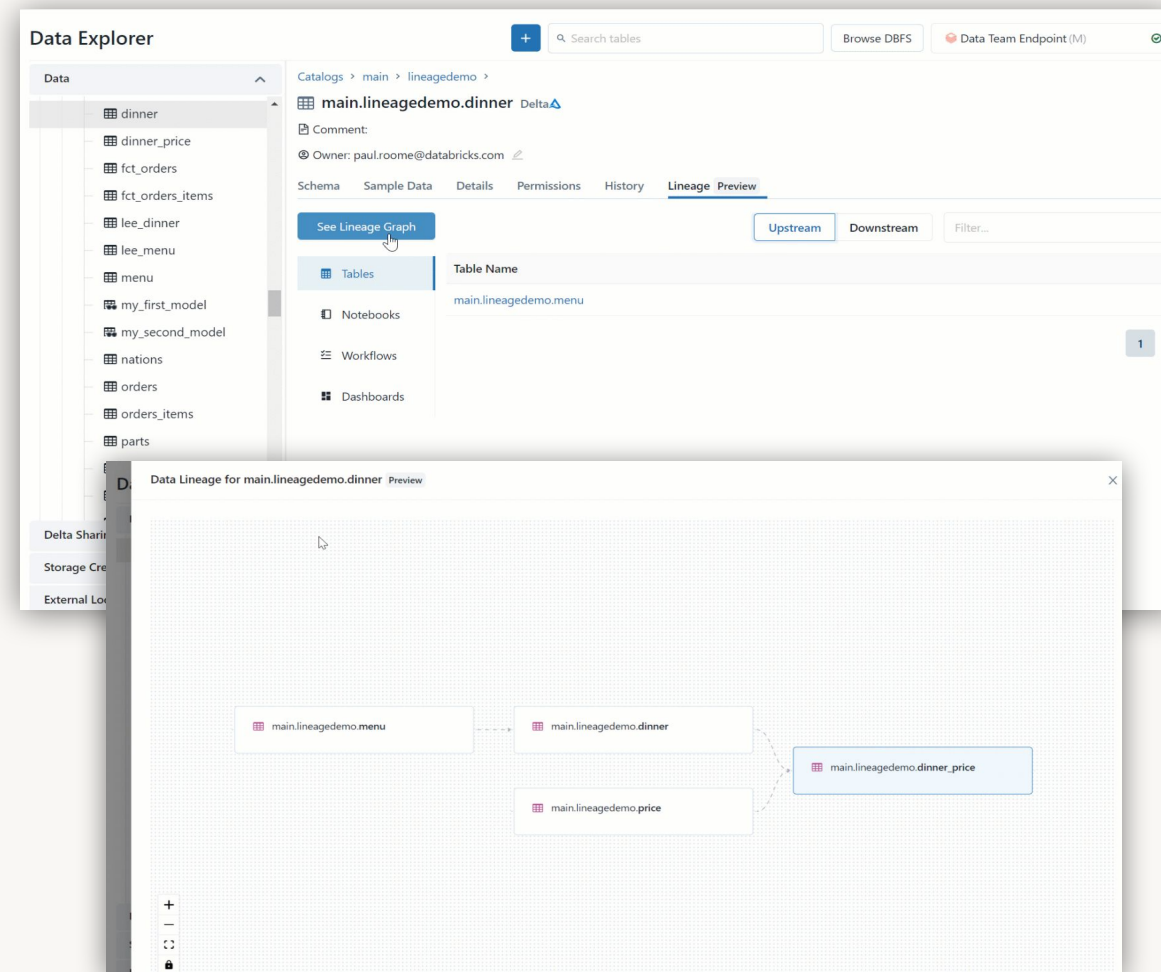 Data Explorer
+
Search tables
Browse DBFS
Data Team Endpoint (M)
Data
dinner
dinner_price
fct_orders
fct_orders_items
lee_dinner
lee_menu
menu
my_first_model
my_second_model
nations
orders
orders_items
parts
Delta Sharin
Storage Cre
External Lo
Catalogs > main > lineagedemo >
main.lineagedemo.dinner Delta
Comment:
Owner: paul.roome@databricks.com
Schema Sample Data Details Permissions History Lineage Preview
See Lineage Graph
Upstream Downstream Filter...
Tables
Notebooks
Workflows
Dashboards
Table Name
main.lineagedemo.menu
1
Data Lineage for main.lineagedemo.dinner Preview
main.lineagedemo.menu
main.lineagedemo.dinner
main.lineagedemo.dinner_price
main.lineagedemo.price